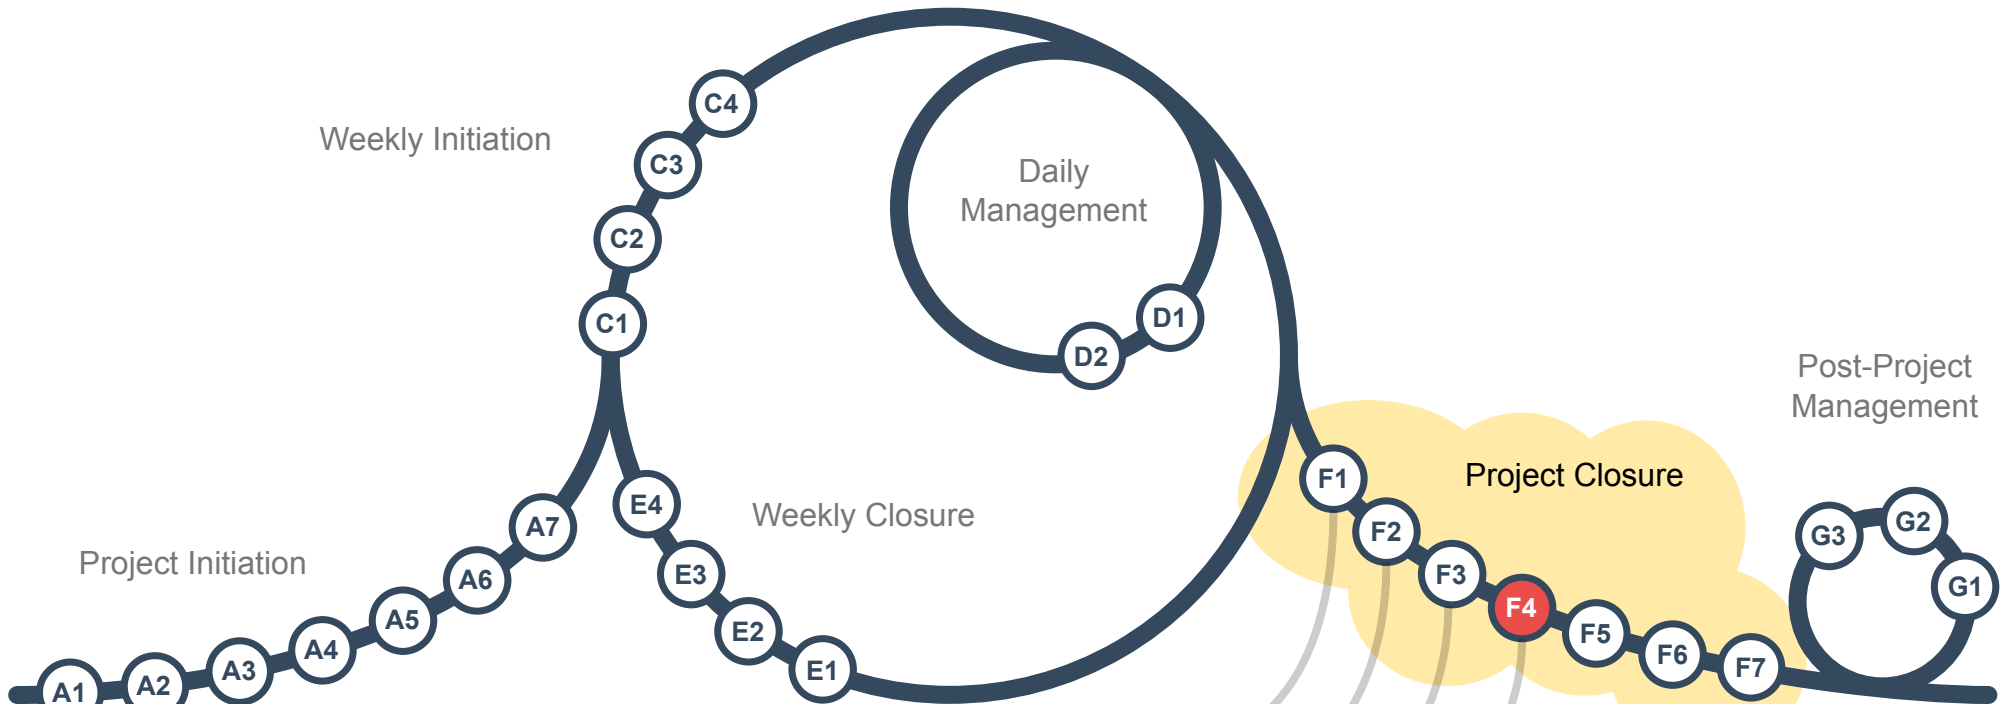 C4
Weekly Initiation
C3
Daily
Management
C2
C1
D1
D2
Post-Project
Management
F1
Project Closure
E4
Weekly Closure
A7
F2
G3
G2
Project Initiation
A6
E3
F3
G1
A5
E2
F4
F5
A4
F6
A3
E1
F7
A2
A1